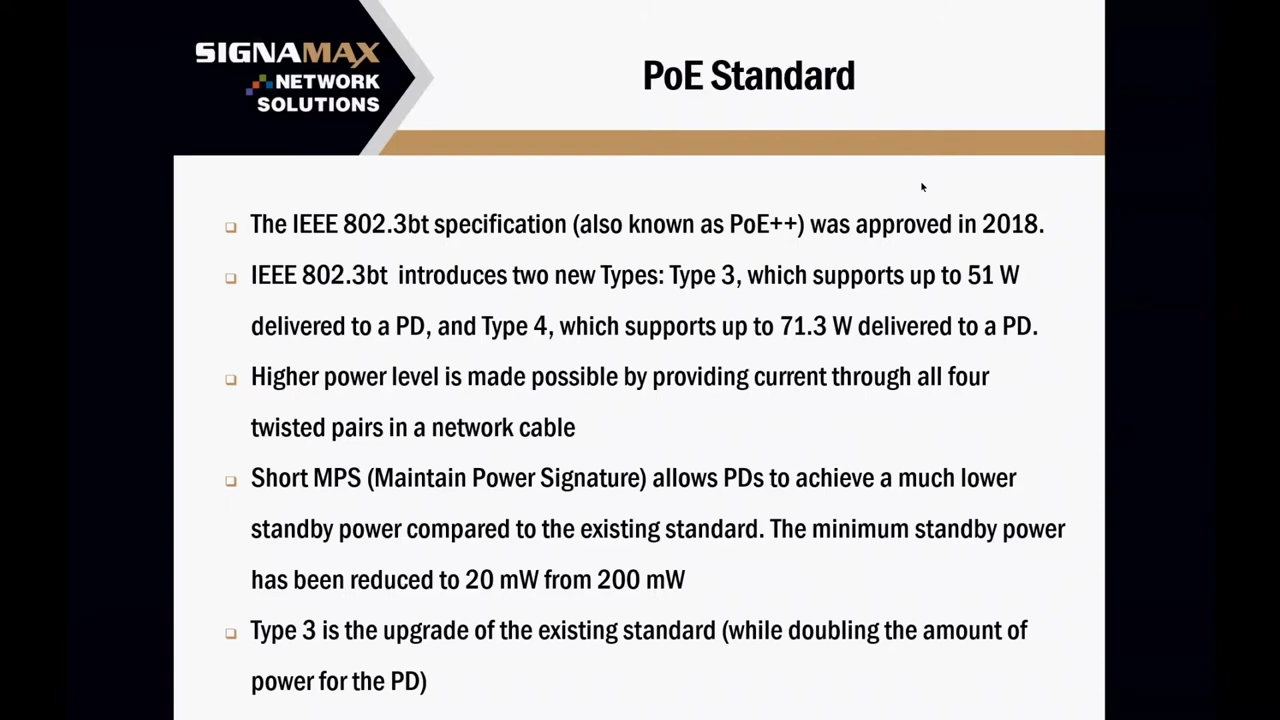 SIGNAMAX
NETWORK
SOLUTIONS
PoE Standard
The IEEE 802.3bt specification (also known as PoE++) was approved in 2018.
IEEE 802.3bt introduces two new Types: Type 3, which supports up to 51 W
delivered to a PD, and Type 4, which supports up to 71.3 W delivered to a PD.
Higher power level is made possible by providing current through all four
twisted pairs in a network cable
Short MPS (Maintain Power Signature) allows PDs to achieve a much lower
standby power compared to the existing standard. The minimum standby power
has been reduced to 20 mW from 200 mW
Type 3 is the upgrade of the existing standard (while doubling the amount of
power for the PD)